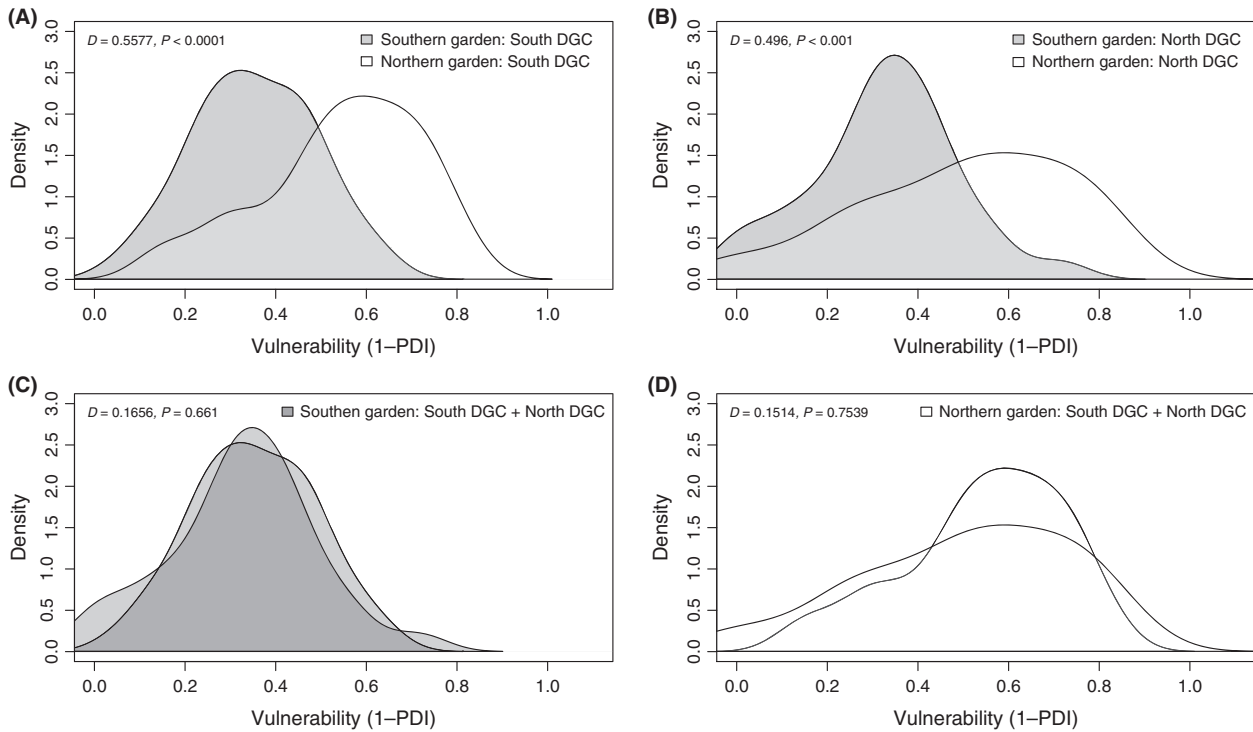 (A)
D = 0.5577, P < 0.0001
Southern garden: South DGC
Northern garden: South DGC
Density
0.0 0.5 1.0 1.5 2.0 2.5 3.0
0.0 0.2 0.4 0.6 0.8 1.0
Vulnerability (1–PDI)
(B)
D = 0.496, P < 0.001
Southern garden: North DGC
Northern garden: North DGC
Density
0.0 0.5 1.0 1.5 2.0 2.5 3.0
0.0 0.2 0.4 0.6 0.8 1.0
Vulnerability (1–PDI)
(C)
D = 0.1656, P = 0.661
Southen garden: South DGC + North DGC
Density
0.0 0.5 1.0 1.5 2.0 2.5 3.0
0.0 0.2 0.4 0.6 0.8 1.0
Vulnerability (1–PDI)
(D)
D = 0.1514, P = 0.7539
Northern garden: South DGC + North DGC
Density
0.0 0.5 1.0 1.5 2.0 2.5 3.0
0.0 0.2 0.4 0.6 0.8 1.0
Vulnerability (1–PDI)